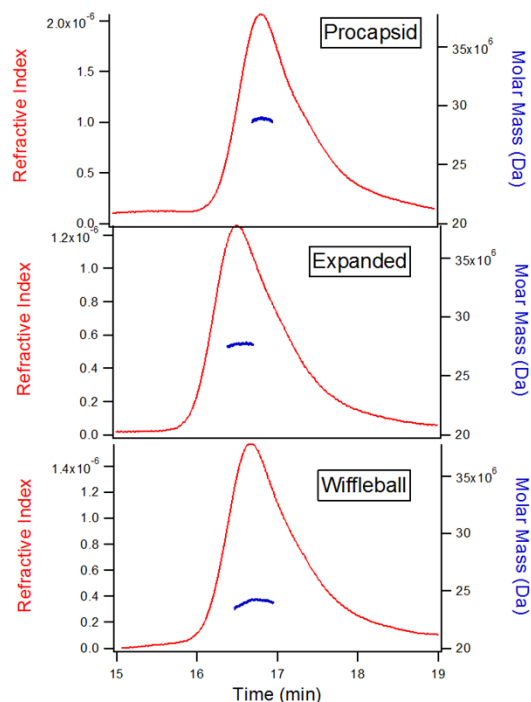 Procapsid
Refractive Index
2.0x10⁻⁶
1.5
1.0
0.5
0.0
35x10⁶
30
25
20
Molar Mass (Da)
Expanded
Refractive Index
1.2x10⁻⁶
1.0
0.8
0.6
0.4
0.2
0.0
35x10⁶
30
25
20
Moar Mass (Da)
Wiffleball
Refractive Index
1.4x10⁻⁶
1.2
1.0
0.8
0.6
0.4
0.2
0.0
35x10⁶
30
25
20
Molar Mass (Da)
15 16 17 18 19
Time (min)